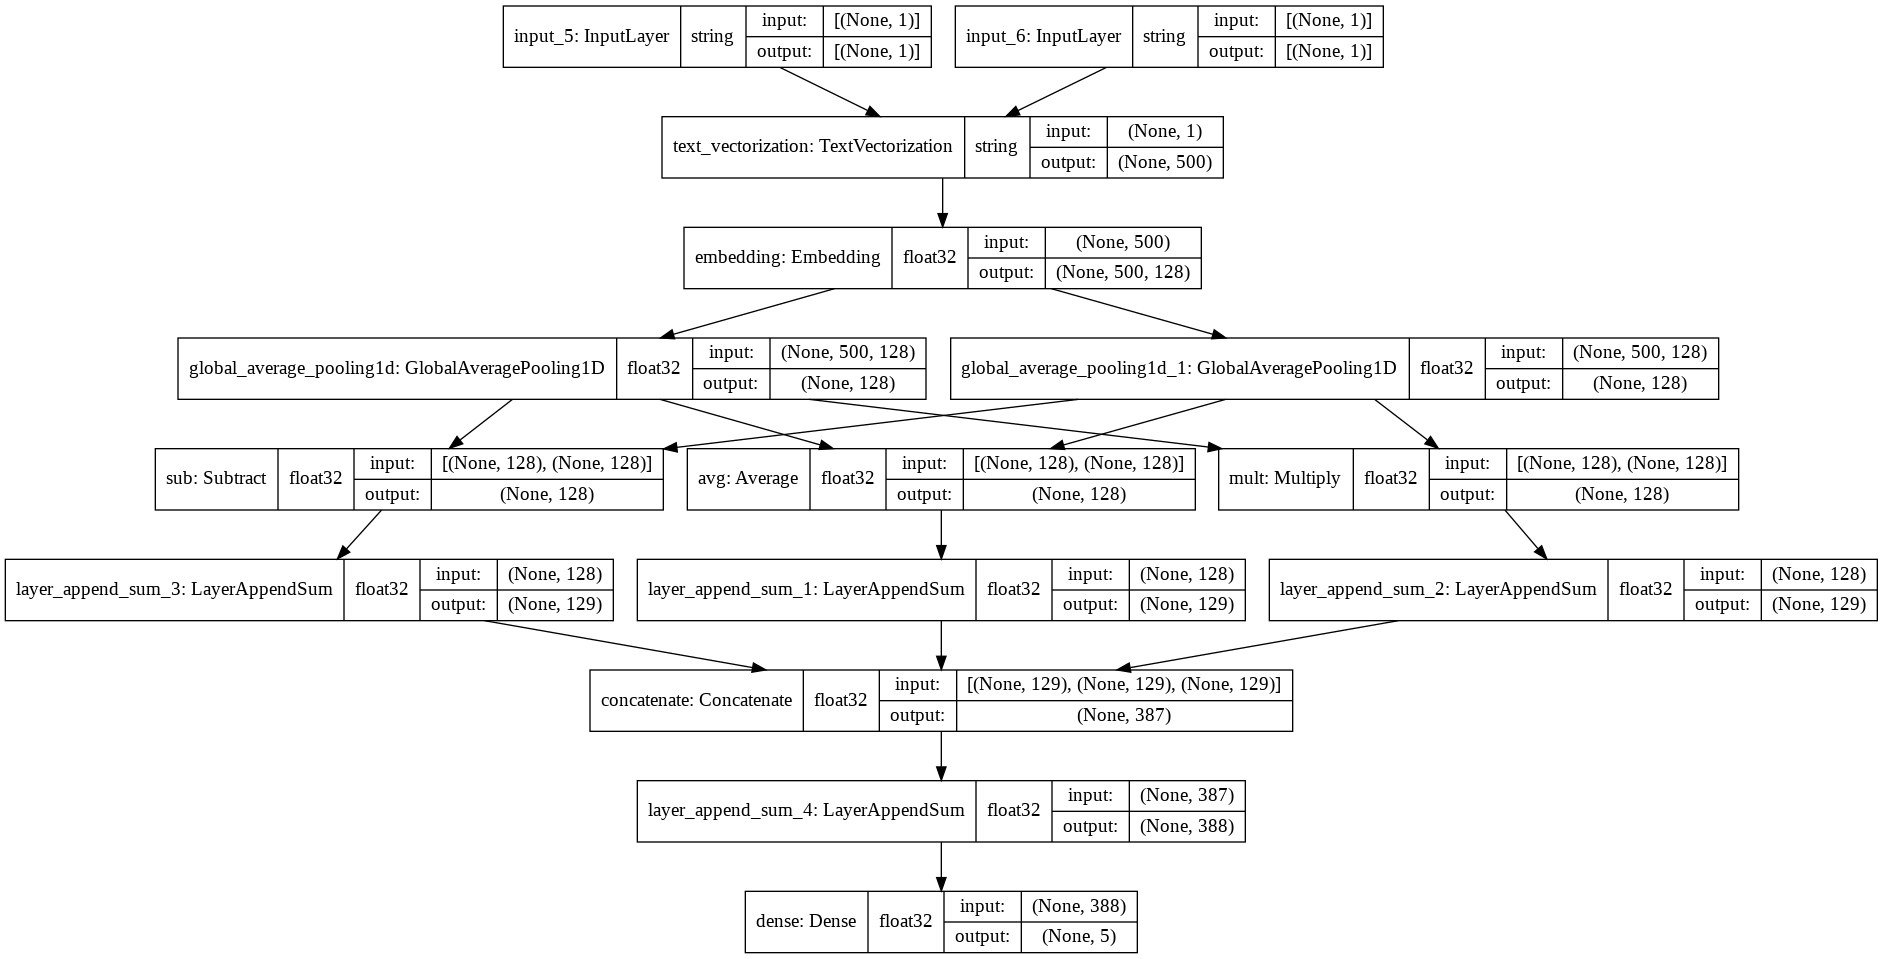 input_5: InputLayer string input: [(None, 1)] output: [(None, 1)]
input_6: InputLayer string input: [(None, 1)] output: [(None, 1)]
text_vectorization: TextVectorization string input: (None, 1) output: (None, 500)
embedding: Embedding float32 input: (None, 500) output: (None, 500, 128)
global_average_pooling1d: GlobalAveragePooling1D float32 input: (None, 500, 128) output: (None, 128)
global_average_pooling1d_1: GlobalAveragePooling1D float32 input: (None, 500, 128) output: (None, 128)
sub: Subtract float32 input: [(None, 128), (None, 128)] output: (None, 128)
avg: Average float32 input: [(None, 128), (None, 128)] output: (None, 128)
mult: Multiply float32 input: [(None, 128), (None, 128)] output: (None, 128)
layer_append_sum_3: LayerAppendSum float32 input: (None, 128) output: (None, 129)
layer_append_sum_1: LayerAppendSum float32 input: (None, 128) output: (None, 129)
layer_append_sum_2: LayerAppendSum float32 input: (None, 128) output: (None, 129)
concatenate: Concatenate float32 input: [(None, 129), (None, 129), (None, 129)] output: (None, 387)
layer_append_sum_4: LayerAppendSum float32 input: (None, 387) output: (None, 388)
dense: Dense float32 input: (None, 388) output: (None, 5)